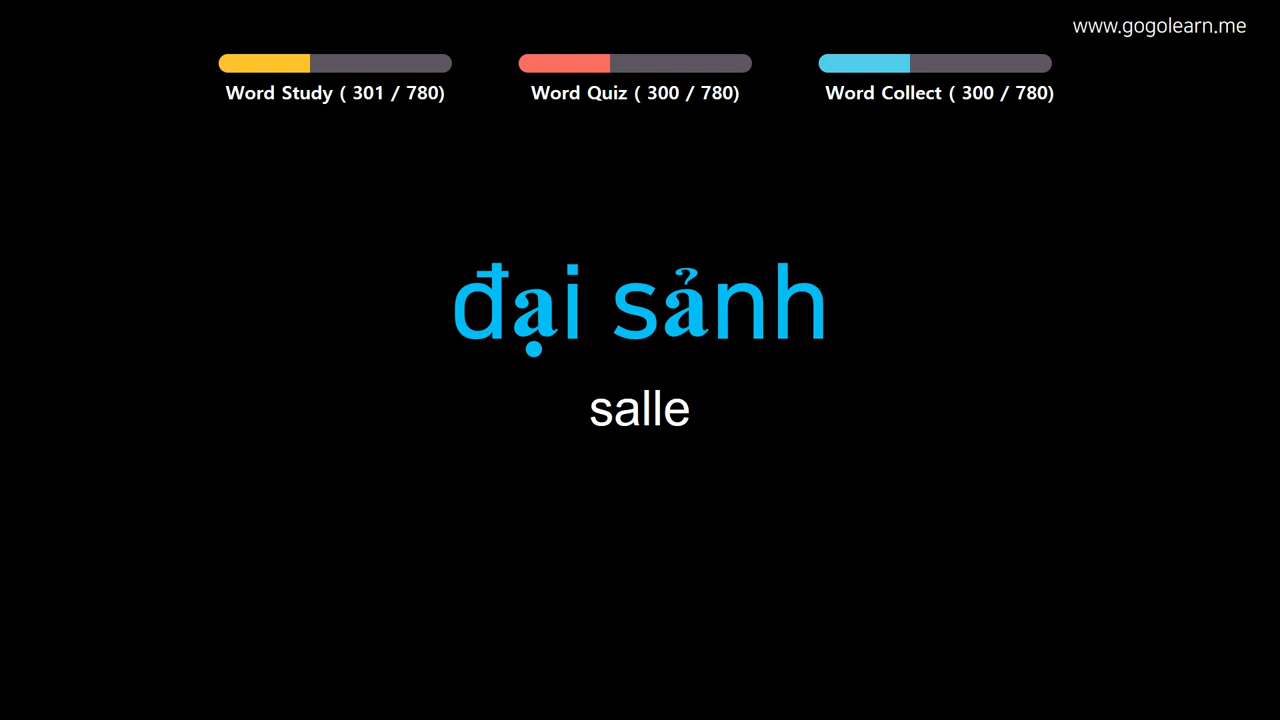 www.gogolearn.me
Word Study ( 301 / 780)
Word Quiz ( 300 / 780)
Word Collect ( 300 / 780)
đại sảnh
salle